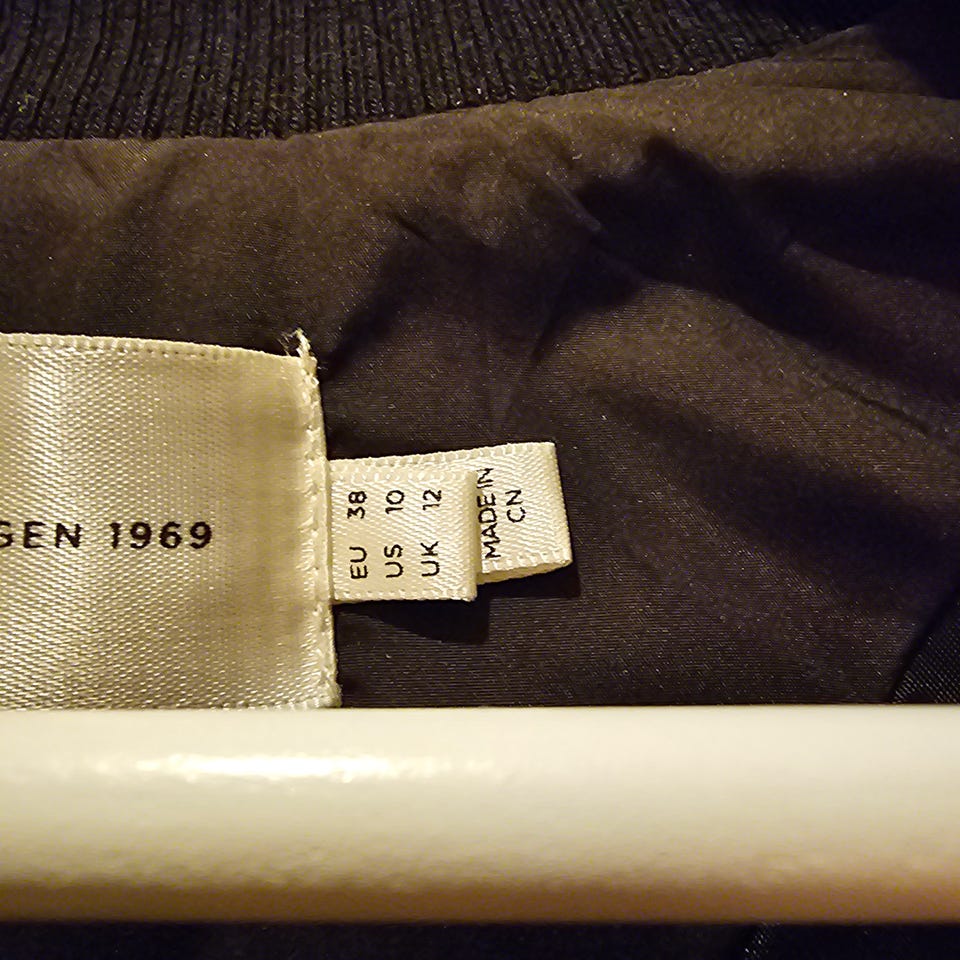 GEN 1969
EU 38
US 10
UK 12
MADE IN
CN